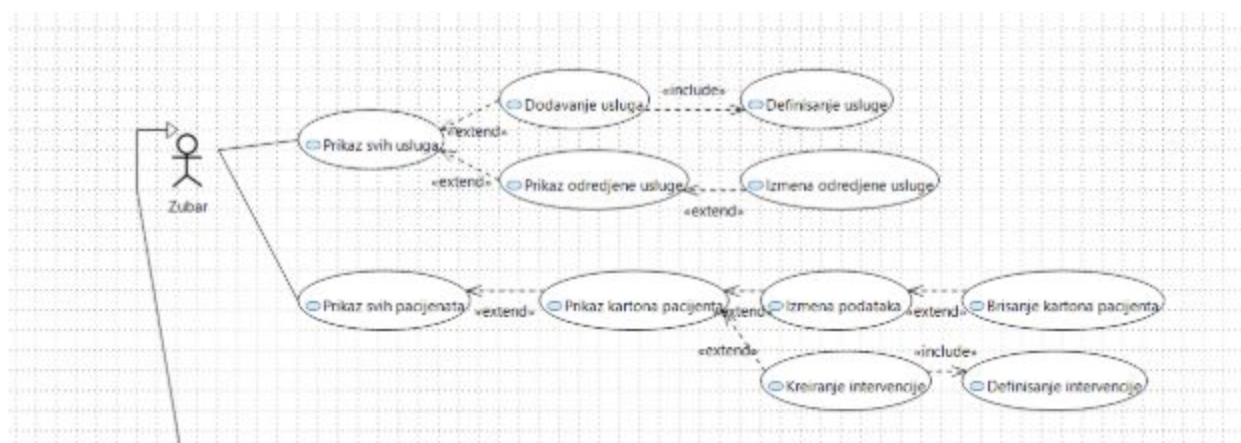 «include»
Dodavanje usluga
Definisanje usluge
«extend»
Prikaz svih usluga
«extend»
Prikaz odredjene usluge
Izmena odredjene usluge
«extend»
Zubar
Prikaz svih pacijenata
«extend»
Prikaz kartona pacijenta
«extend»
Izmena podataka
«extend»
Brisanje kartona pacijenta
«extend»
«include»
Kreiranje intervencije
Definisanje intervencije